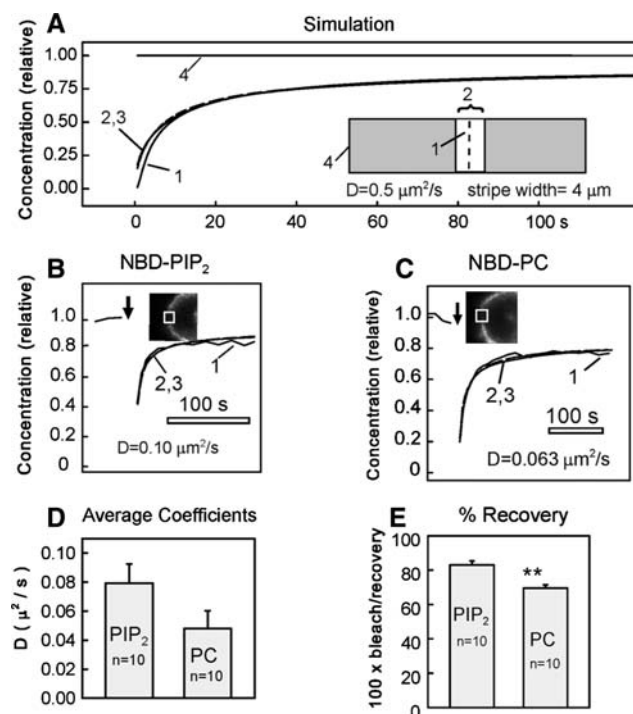 A Simulation
Concentration (relative)
1.00
0.75
0.50
0.25
0.00
4
2,3
1
2
1
4
D=0.5 µm²/s stripe width= 4 µm
0 20 40 60 80 100 s
B NBD-PIP₂
Concentration (relative)
1.0
0.8
0.6
0.4
0.2
0
1
2,3
100 s
D=0.10 µm²/s
C NBD-PC
Concentration (relative)
1.0
0.8
0.6
0.4
0.2
0
1
2,3
100 s
D=0.063 µm²/s
D Average Coefficients
D ( µ² / s )
0.10
0.08
0.06
0.04
0.02
0.00
PIP₂
n=10
PC
n=10
E % Recovery
100 x bleach/recovery
100
80
60
40
20
0
PIP₂
n=10
**
PC
n=10